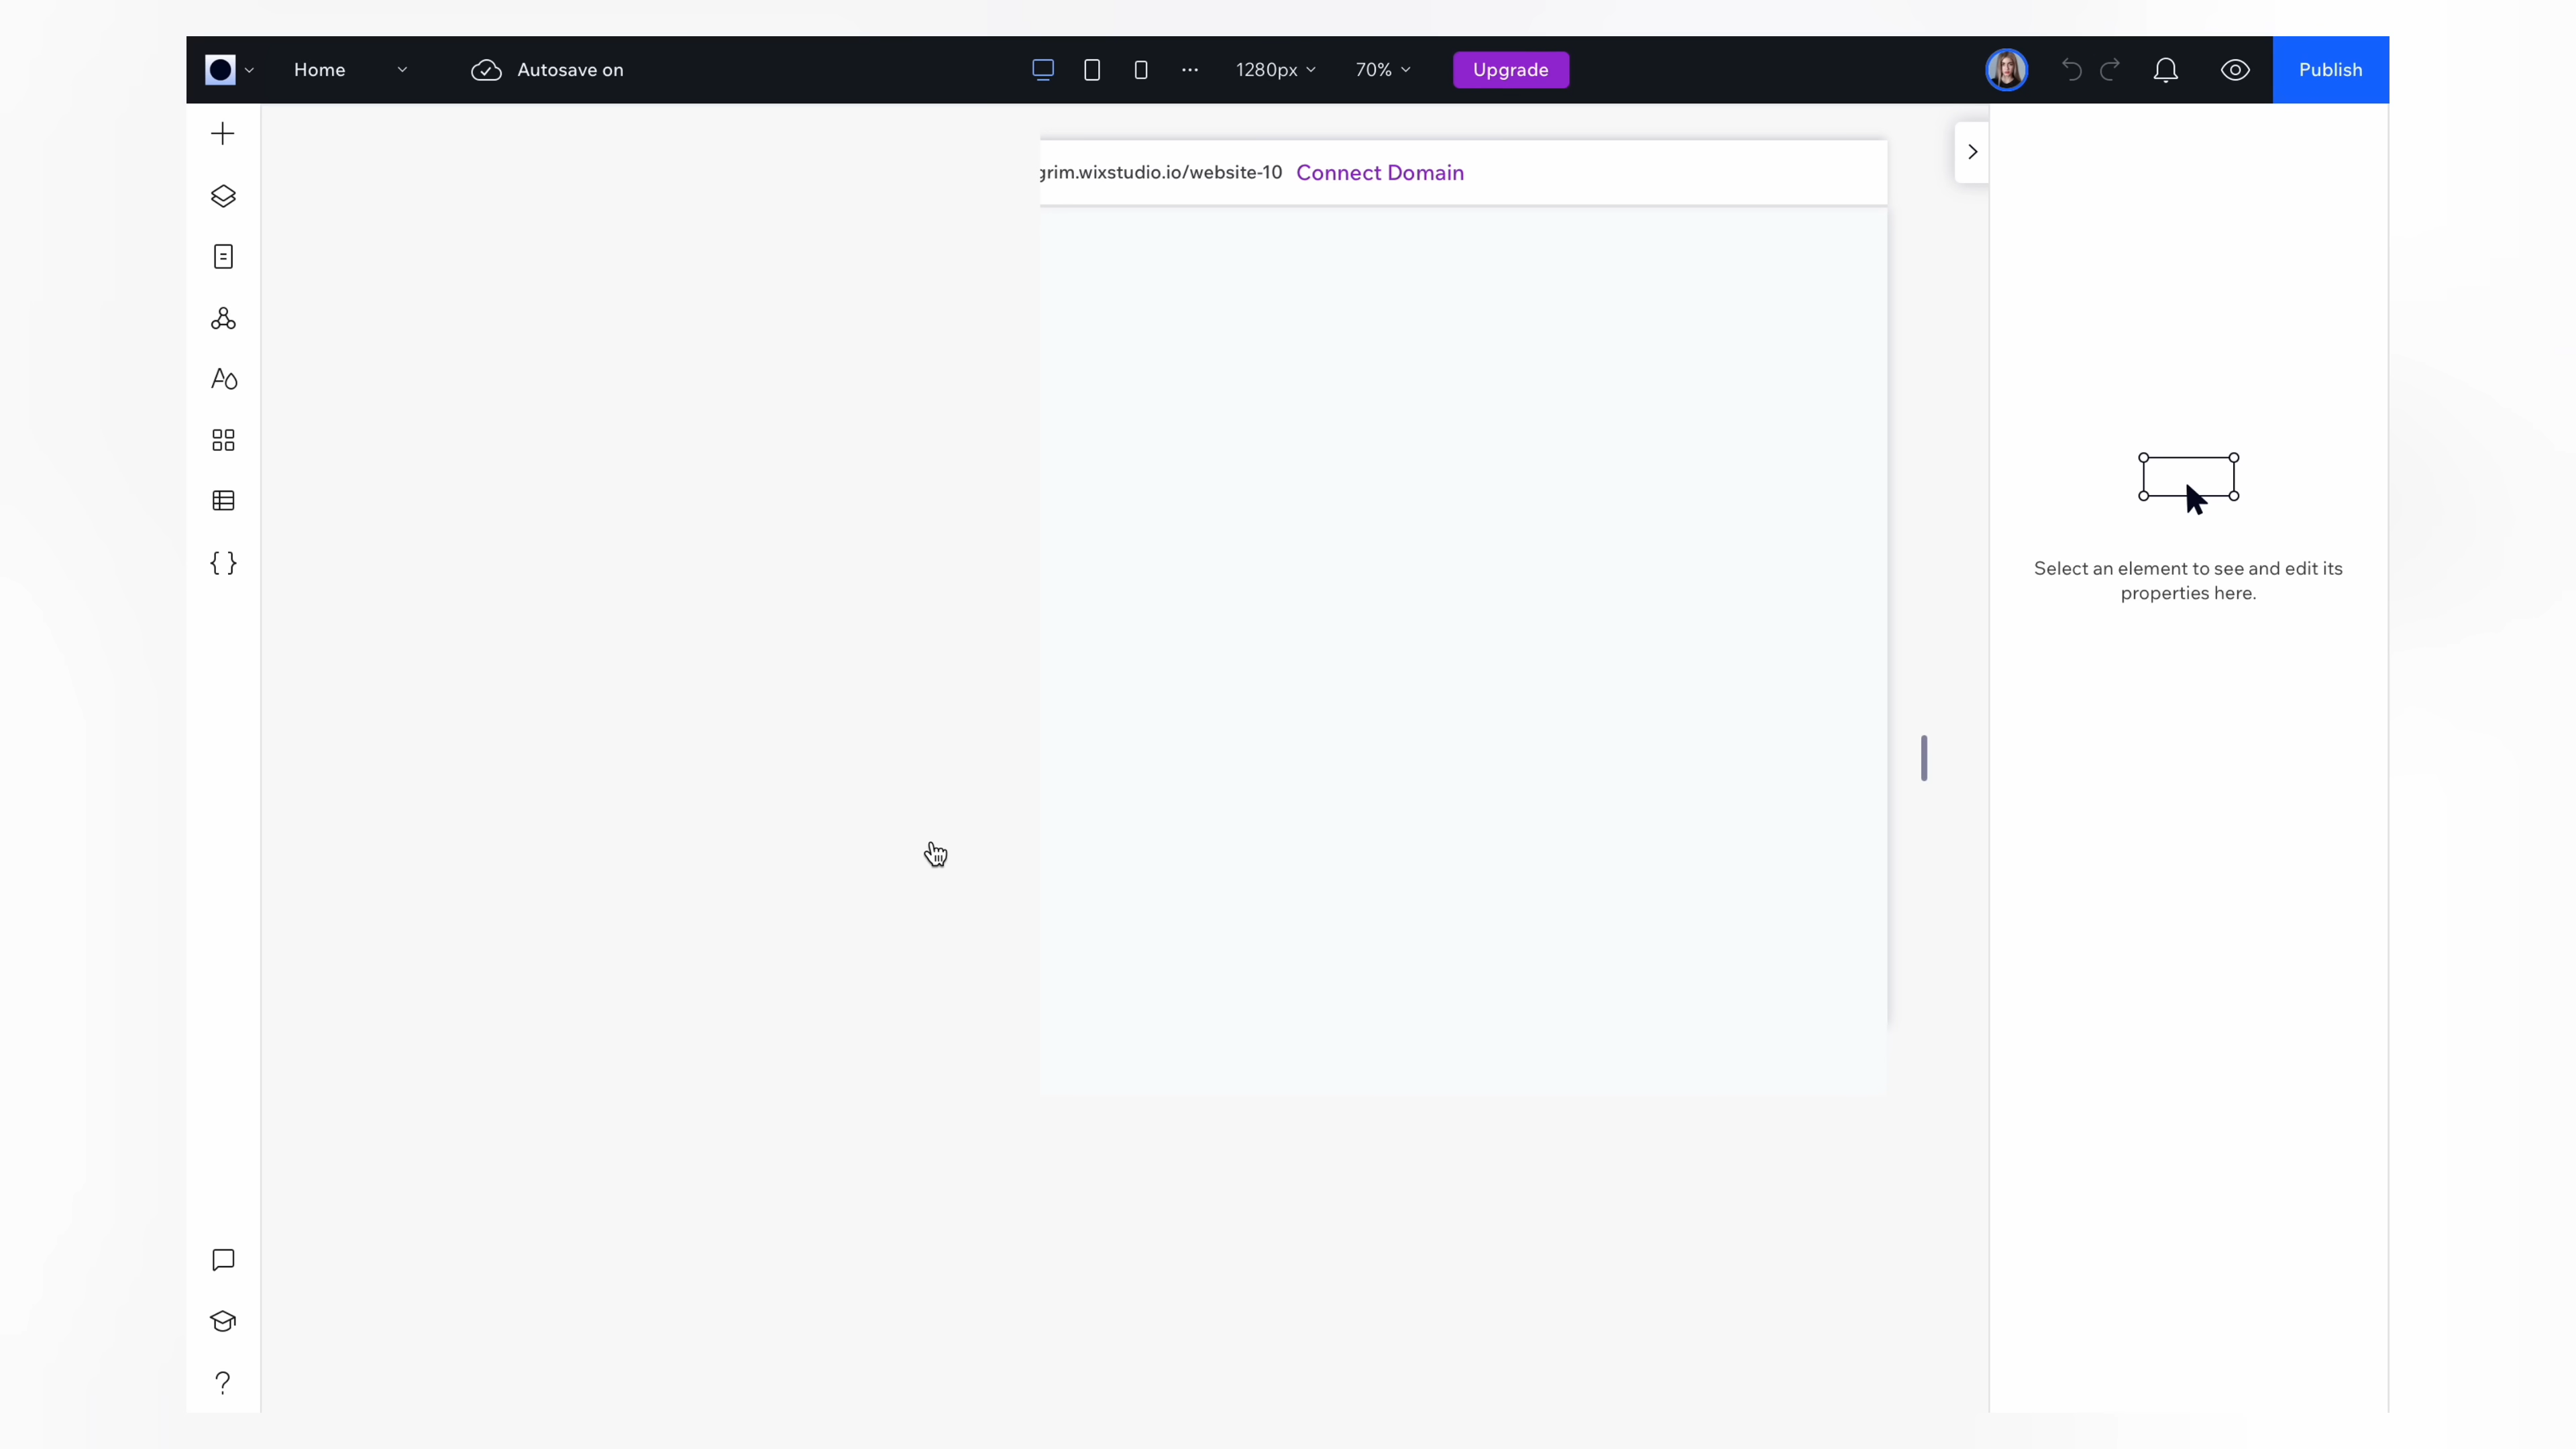 Home
Autosave on
1280px
70%
Upgrade
Publish
grim.wixstudio.io/website-10 Connect Domain
Select an element to see and edit its
properties here.